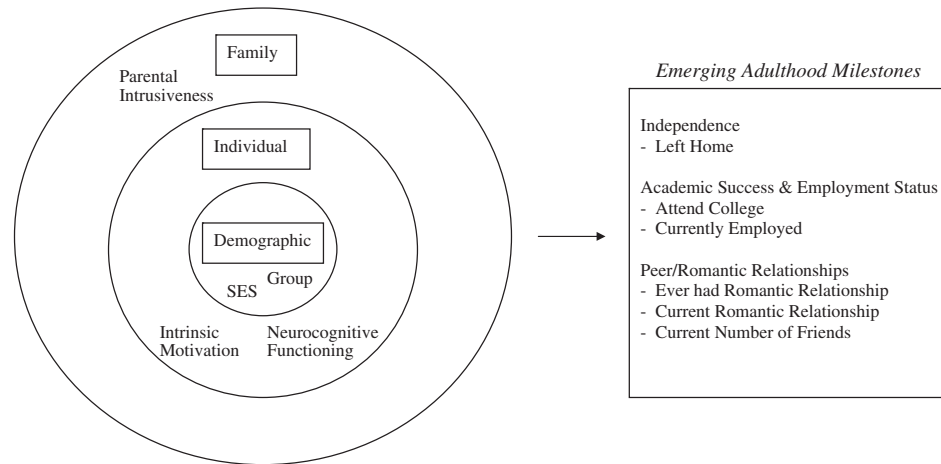 Family
Parental
Intrusiveness
Individual
Demographic
Group
SES
Intrinsic
Motivation
Neurocognitive
Functioning
Emerging Adulthood Milestones
Independence
- Left Home
Academic Success & Employment Status
- Attend College
- Currently Employed
Peer/Romantic Relationships
- Ever had Romantic Relationship
- Current Romantic Relationship
- Current Number of Friends